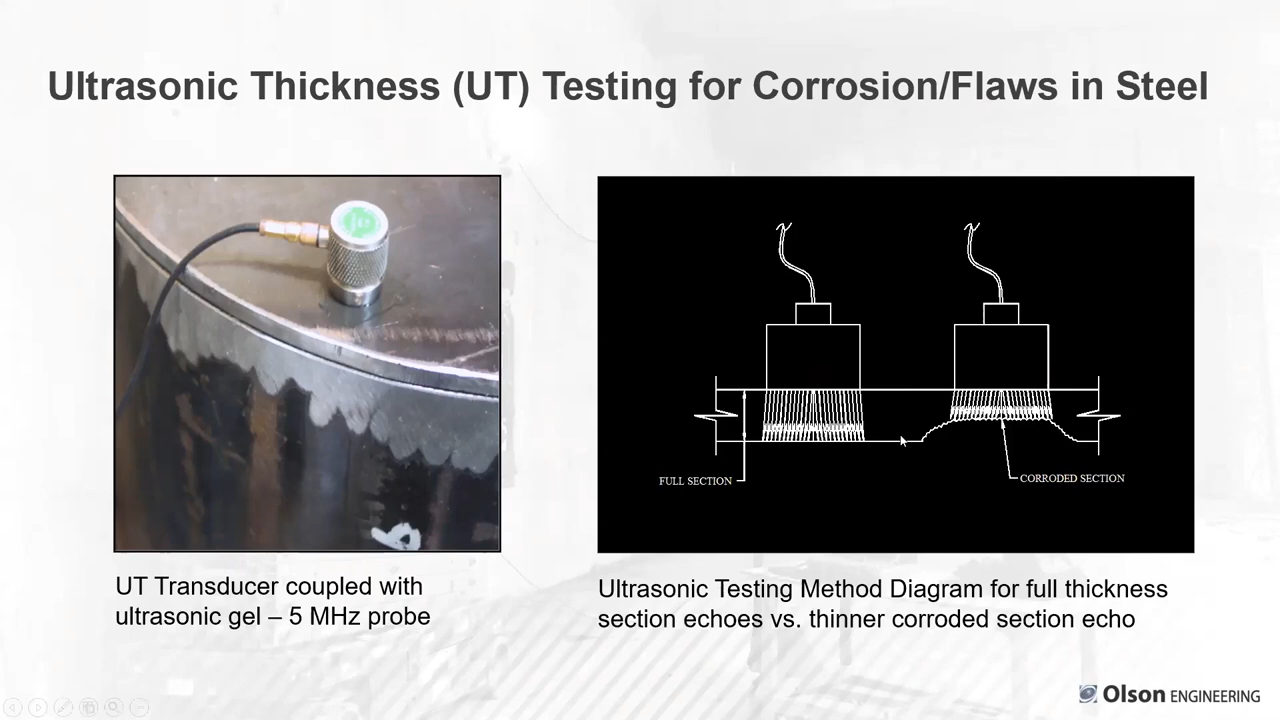 Ultrasonic Thickness (UT) Testing for Corrosion/Flaws in Steel
FULL SECTION
CORRODED SECTION
UT Transducer coupled with
ultrasonic gel – 5 MHz probe
Ultrasonic Testing Method Diagram for full thickness
section echoes vs. thinner corroded section echo
Olson ENGINEERING